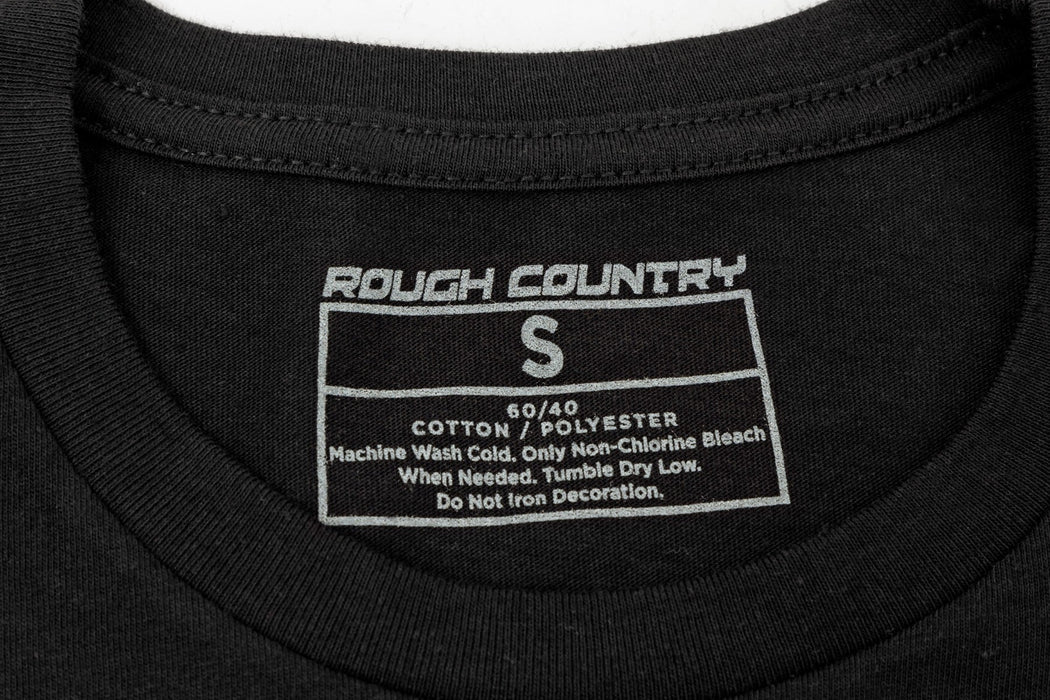 ROUGH COUNTRY
S
60/40
COTTON / POLYESTER
Machine Wash Cold. Only Non-Chlorine Bleach
When Needed. Tumble Dry Low.
Do Not Iron Decoration.